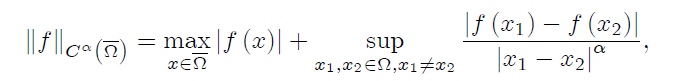 ‖f‖_{C^α(Ω̅)} = max_{x∈Ω̅} |f (x)| + sup_{x₁,x₂∈Ω,x₁≠x₂} |f (x₁) − f (x₂)| / |x₁ − x₂|^α,